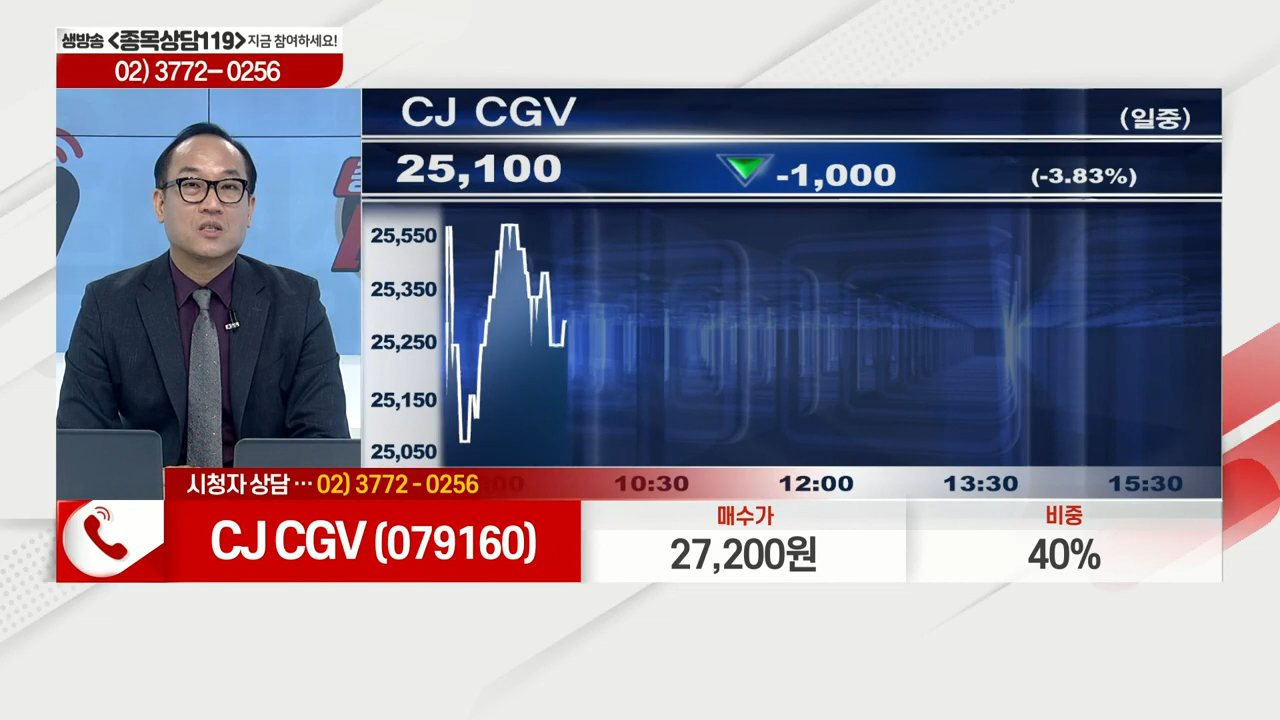 생방송 <종목상담119> 지금 참여하세요!
02) 3772-0256
CJ CGV
(일중)
25,100
-1,000
(-3.83%)
25,550
25,350
25,250
25,150
25,050
10:30
12:00
13:30
15:30
시청자 상담 ··· 02) 3772 - 0256
CJ CGV (079160)
매수가
비중
27,200원
40%